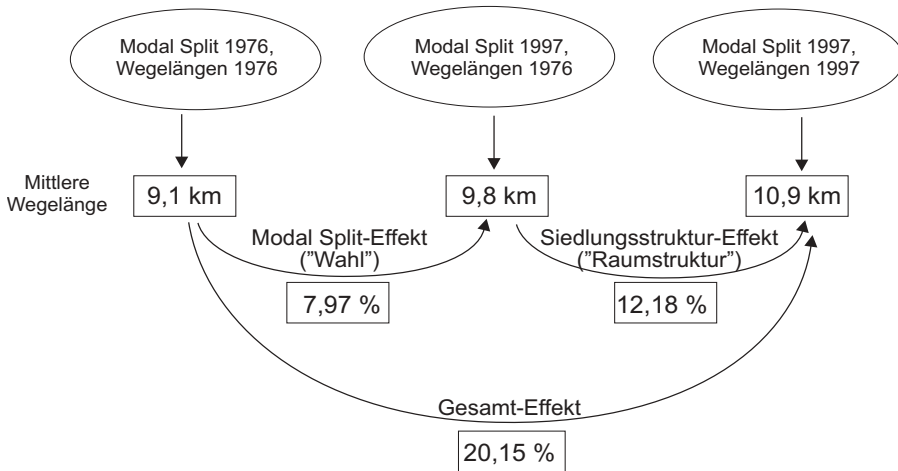 Modal Split 1976,
Wegelängen 1976
Modal Split 1997,
Wegelängen 1976
Modal Split 1997,
Wegelängen 1997
Mittlere
Wegelänge
9,1 km
9,8 km
10,9 km
Modal Split-Effekt
(”Wahl”)
7,97 %
Siedlungsstruktur-Effekt
(”Raumstruktur”)
12,18 %
Gesamt-Effekt
20,15 %